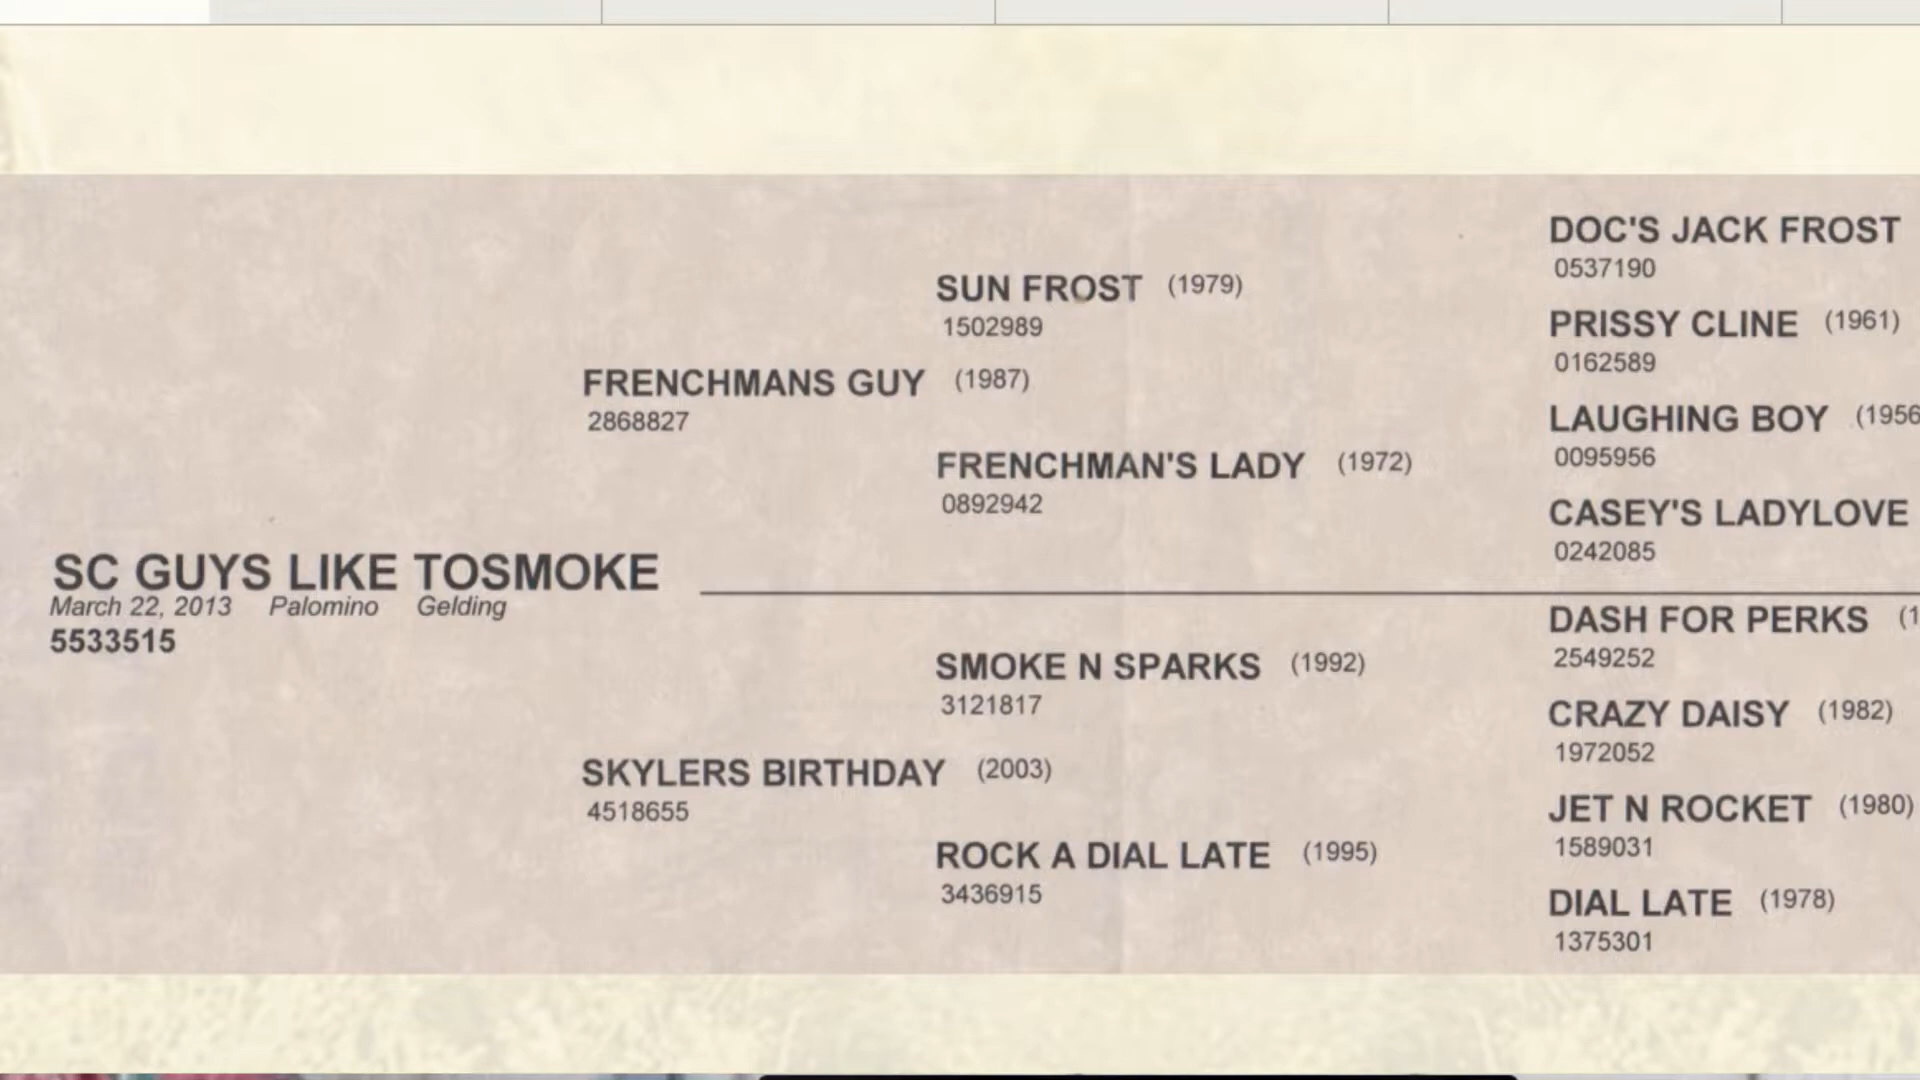 DOC'S JACK FROST
0537190
SUN FROST (1979)
1502989
PRISSY CLINE (1961)
0162589
FRENCHMANS GUY (1987)
2868827
LAUGHING BOY (1956
0095956
FRENCHMAN'S LADY (1972)
0892942
CASEY'S LADYLOVE
0242085
SC GUYS LIKE TOSMOKE
March 22, 2013 Palomino Gelding
5533515
DASH FOR PERKS (1
2549252
SMOKE N SPARKS (1992)
3121817
CRAZY DAISY (1982)
1972052
SKYLERS BIRTHDAY (2003)
4518655
JET N ROCKET (1980)
1589031
ROCK A DIAL LATE (1995)
3436915
DIAL LATE (1978)
1375301